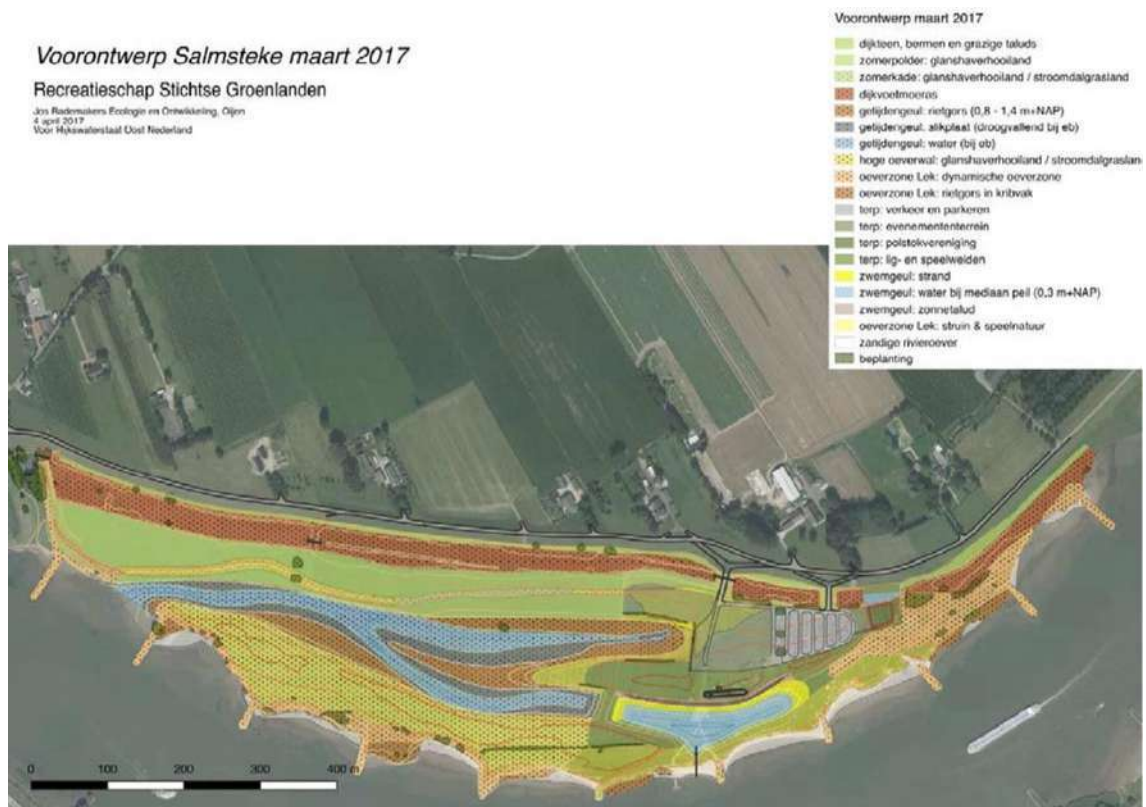 Voorontwerp Salmsteke maart 2017
Recreatieschap Stichtse Groenlanden
Jos Rademakers Ecologie en Ontwikkeling, Oijen
4 april 2017
Voor Rijkswaterstaat Oost Nederland
Voorontwerp maart 2017
dijkteen, bermen en grazige taluds
zomerpolder: glanshaverhooiland
zomerkade: glanshaverhooiland / stroomdalgrasland
dijkvoetmoeras
getijdengeul: rietgors (0,8 - 1,4 m+NAP)
getijdengeul: slikplaat (droogvallend bij eb)
getijdengeul: water (bij eb)
hoge oeverwal: glanshaverhooiland / stroomdalgraslan
oeverzone Lek: dynamische oeverzone
oeverzone Lek: rietgors in kribvak
terp: verkeer en parkeren
terp: evenemententerrein
terp: polstokvereniging
terp: lig- en speelweiden
zwemgeul: strand
zwemgeul: water bij mediaan peil (0,3 m+NAP)
zwemgeul: zonnetalud
oeverzone Lek: struin & speelnatuur
zandige rivieroever
beplanting
0 100 200 300 400 m